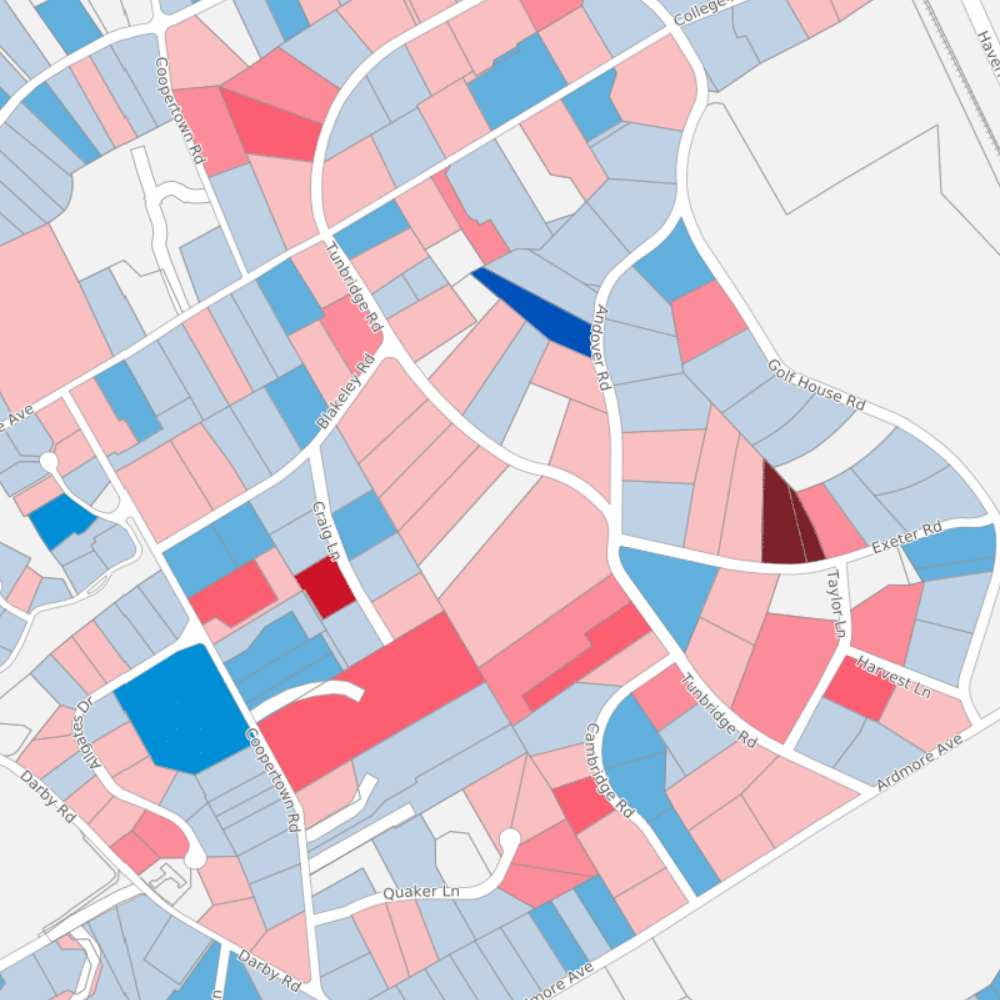 College
Haver
Coopertown Rd
Tunbridge Rd
Andover Rd
Blakeley Rd
Golf House Rd
e Ave
Craig Ln
Exeter Rd
Taylor Ln
Harvest Ln
Tunbridge Rd
Allgates Dr
Coopertown Rd
Cambridge Rd
Ardmore Ave
Darby Rd
Quaker Ln
Darby Rd
dmore Ave
n